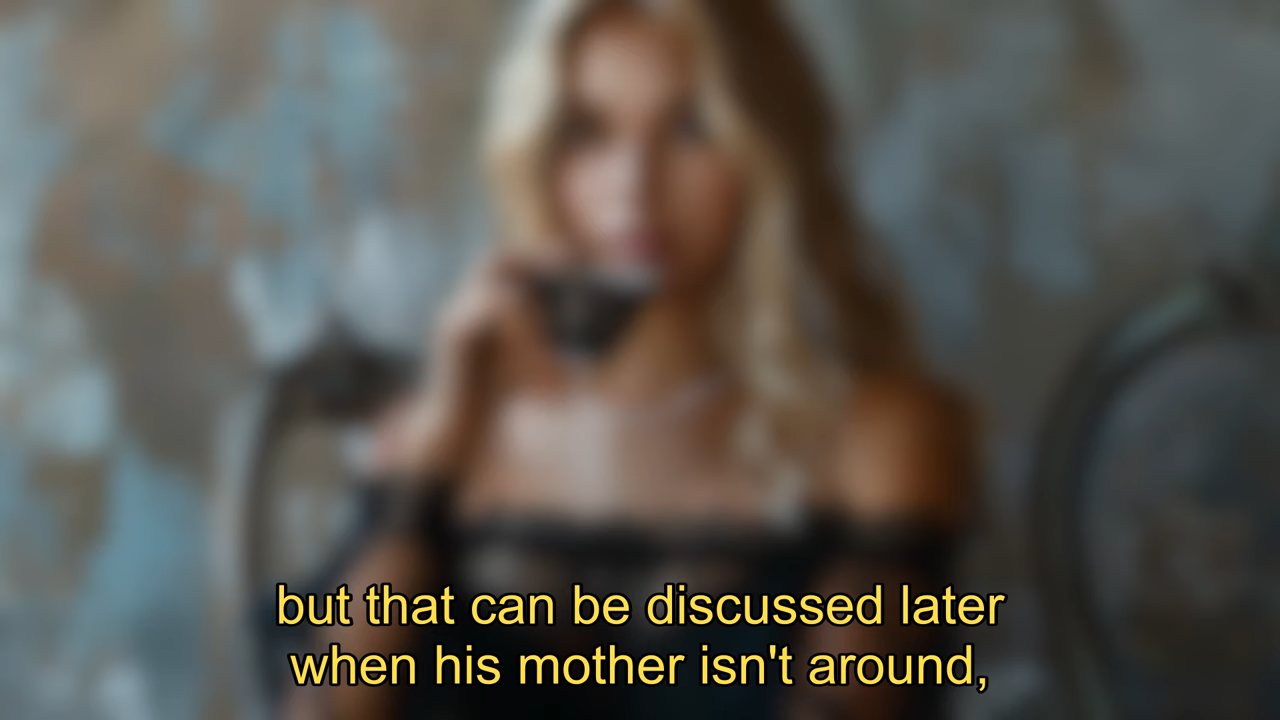 but that can be discussed later
when his mother isn't around,